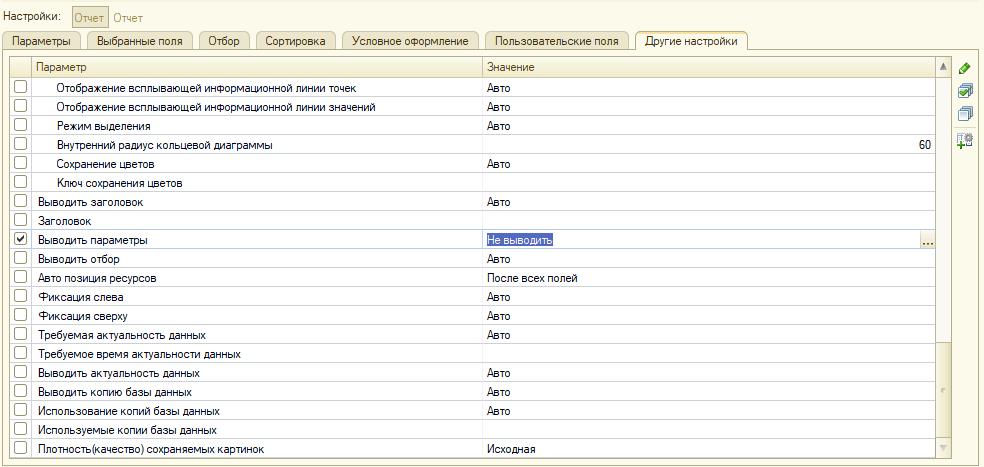 Настройки: Отчет Отчет
Параметры Выбранные поля Отбор Сортировка Условное оформление Пользовательские поля Другие настройки
Параметр Значение
Отображение всплывающей информационной линии точек Авто
Отображение всплывающей информационной линии значений Авто
Режим выделения Авто
Внутренний радиус кольцевой диаграммы 60
Сохранение цветов Авто
Ключ сохранения цветов
Выводить заголовок Авто
Заголовок
Выводить параметры Не выводить ...
Выводить отбор Авто
Авто позиция ресурсов После всех полей
Фиксация слева Авто
Фиксация сверху Авто
Требуемая актуальность данных Авто
Требуемое время актуальности данных
Выводить актуальность данных Авто
Выводить копию базы данных Авто
Использование копий базы данных Авто
Используемые копии базы данных
Плотность(качество) сохраняемых картинок Исходная